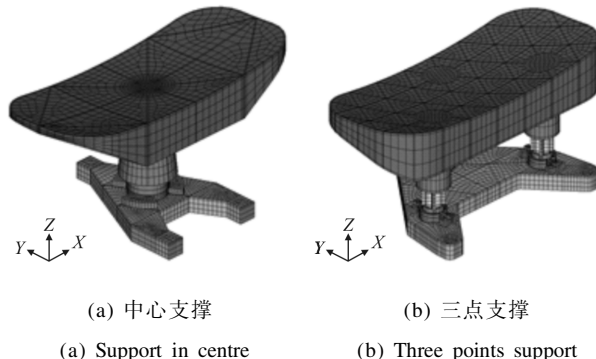 Z
Y X
Z
Y X
(a) 中心支撑
(b) 三点支撑
(a) Support in centre
(b) Three points support